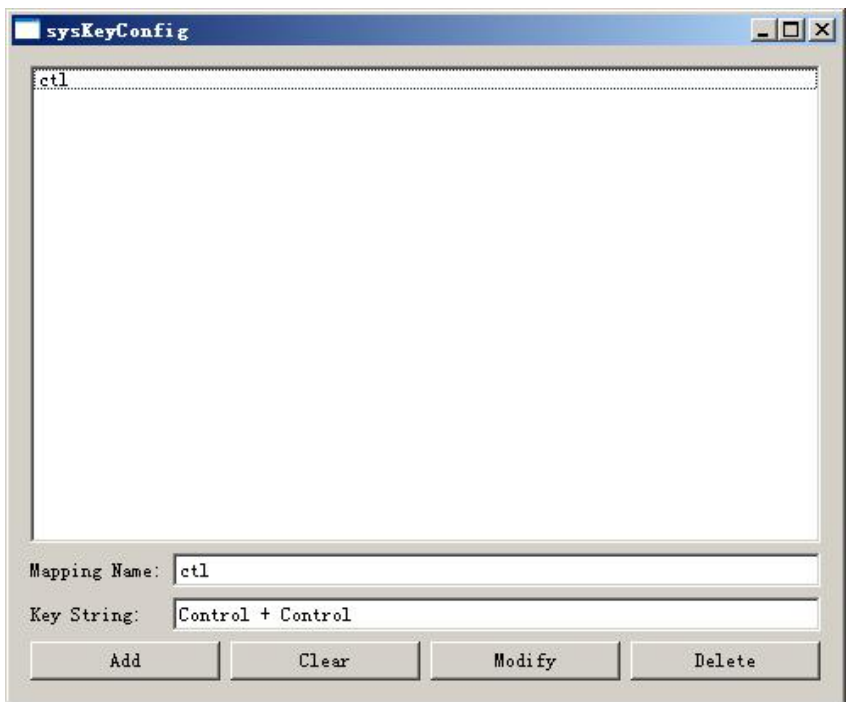 sysKeyConfig
ctl
Mapping Name: ctl
Key String: Control + Control
Add Clear Modify Delete